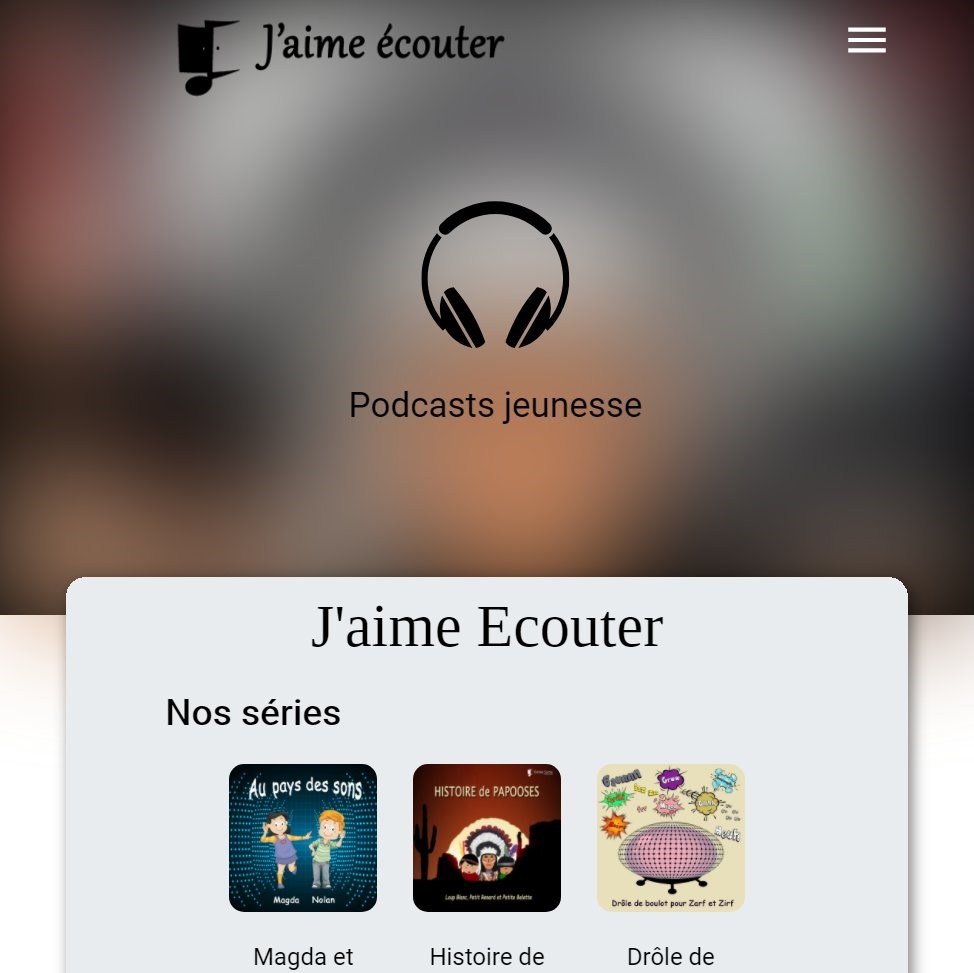 J'aime écouter
Podcasts jeunesse
J'aime Ecouter
Nos séries
Au pays des sons
Magda Nolan
HISTOIRE de PAPOOSES
Loup Blanc, Petit Renard et Petite Belette
Drôle de boulot pour Zarf et Zirf
Magda et
Histoire de
Drôle de